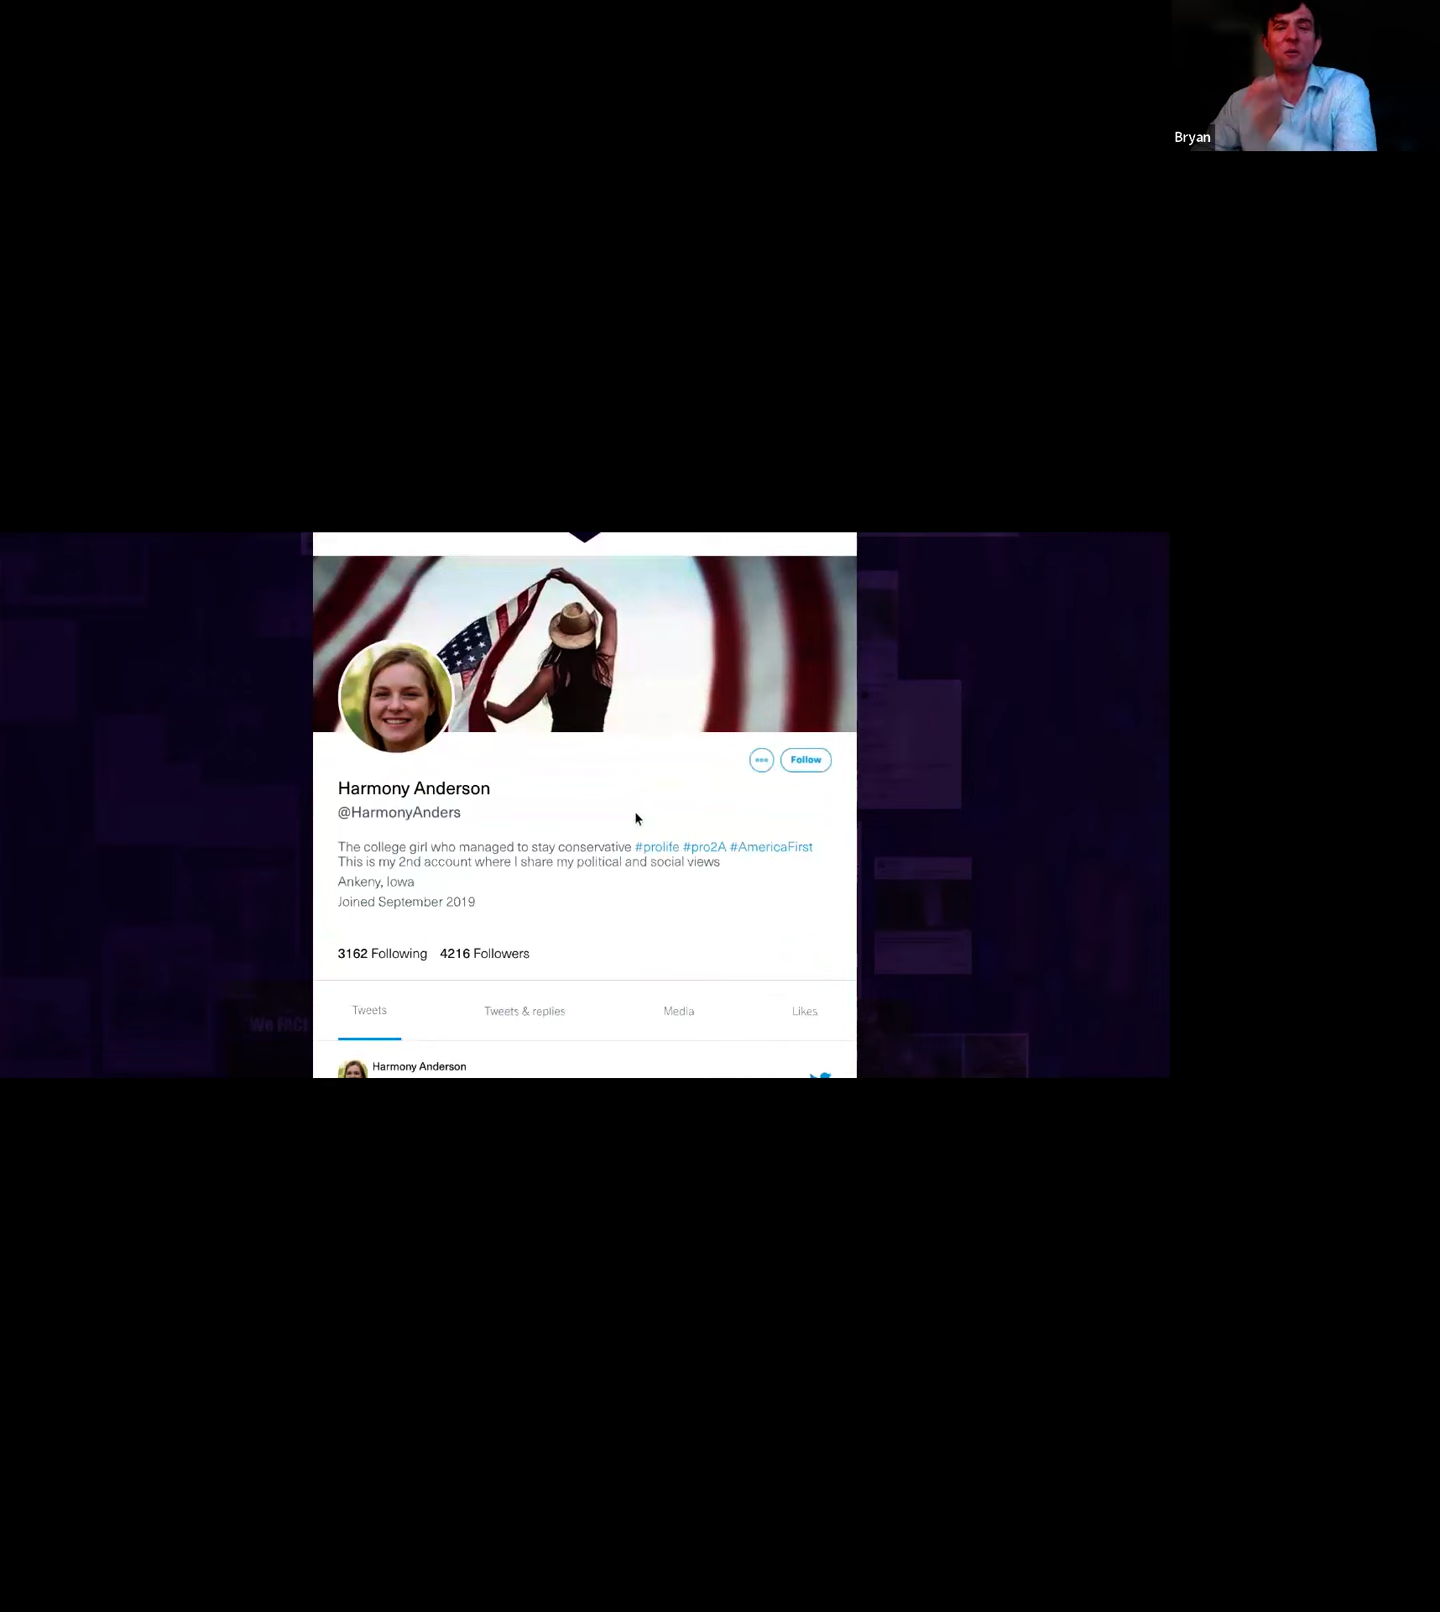 Bryan
Harmony Anderson
@HarmonyAnders
The college girl who managed to stay conservative #prolife #pro2A #AmericaFirst
This is my 2nd account where I share my political and social views
Ankeny, Iowa
Joined September 2019
3162 Following 4216 Followers
Follow
Tweets Tweets & replies Media Likes
Harmony Anderson
"We